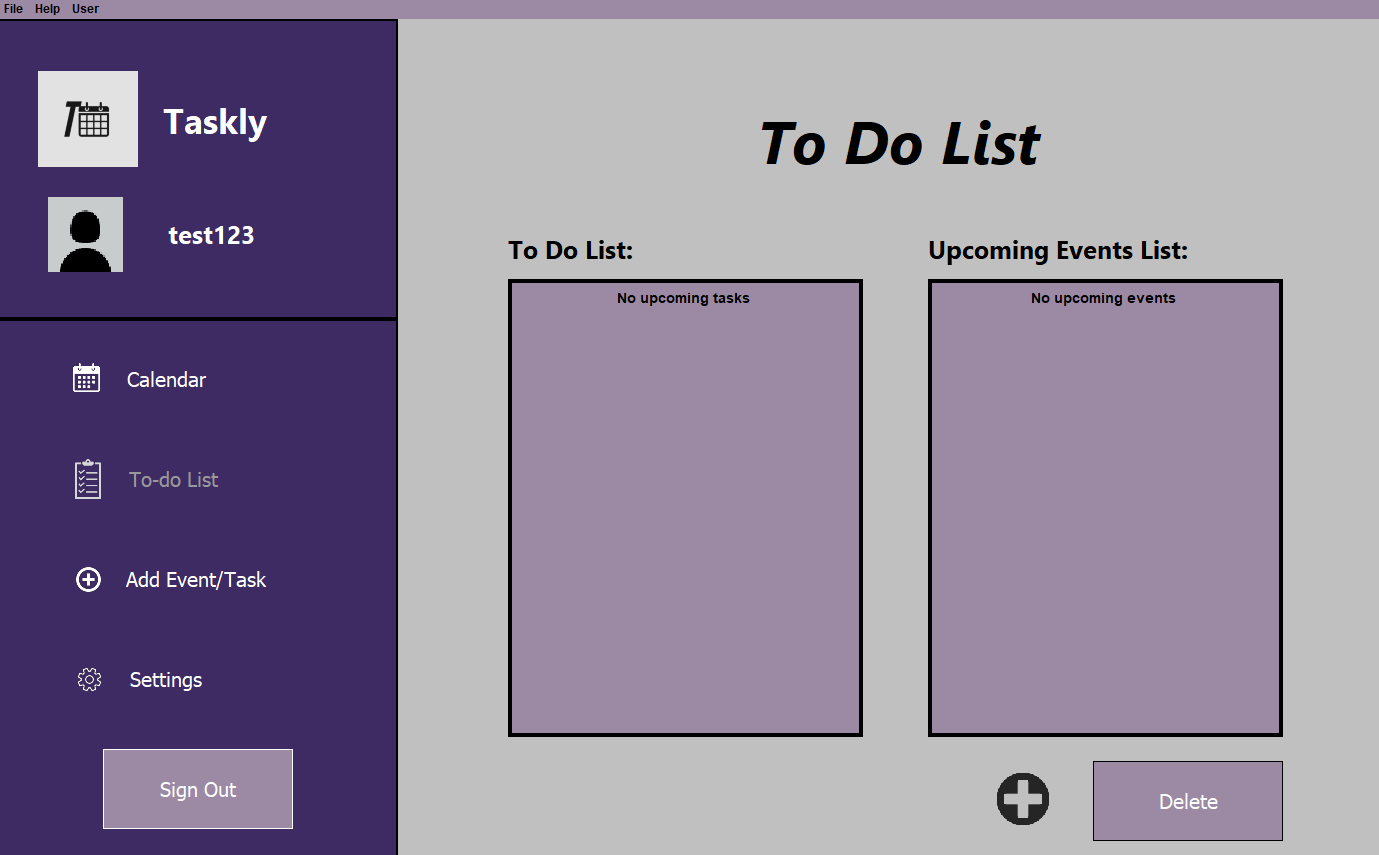 File Help User
Taskly
test123
Calendar
To-do List
Add Event/Task
Settings
Sign Out
To Do List
To Do List:
No upcoming tasks
Upcoming Events List:
No upcoming events
Delete